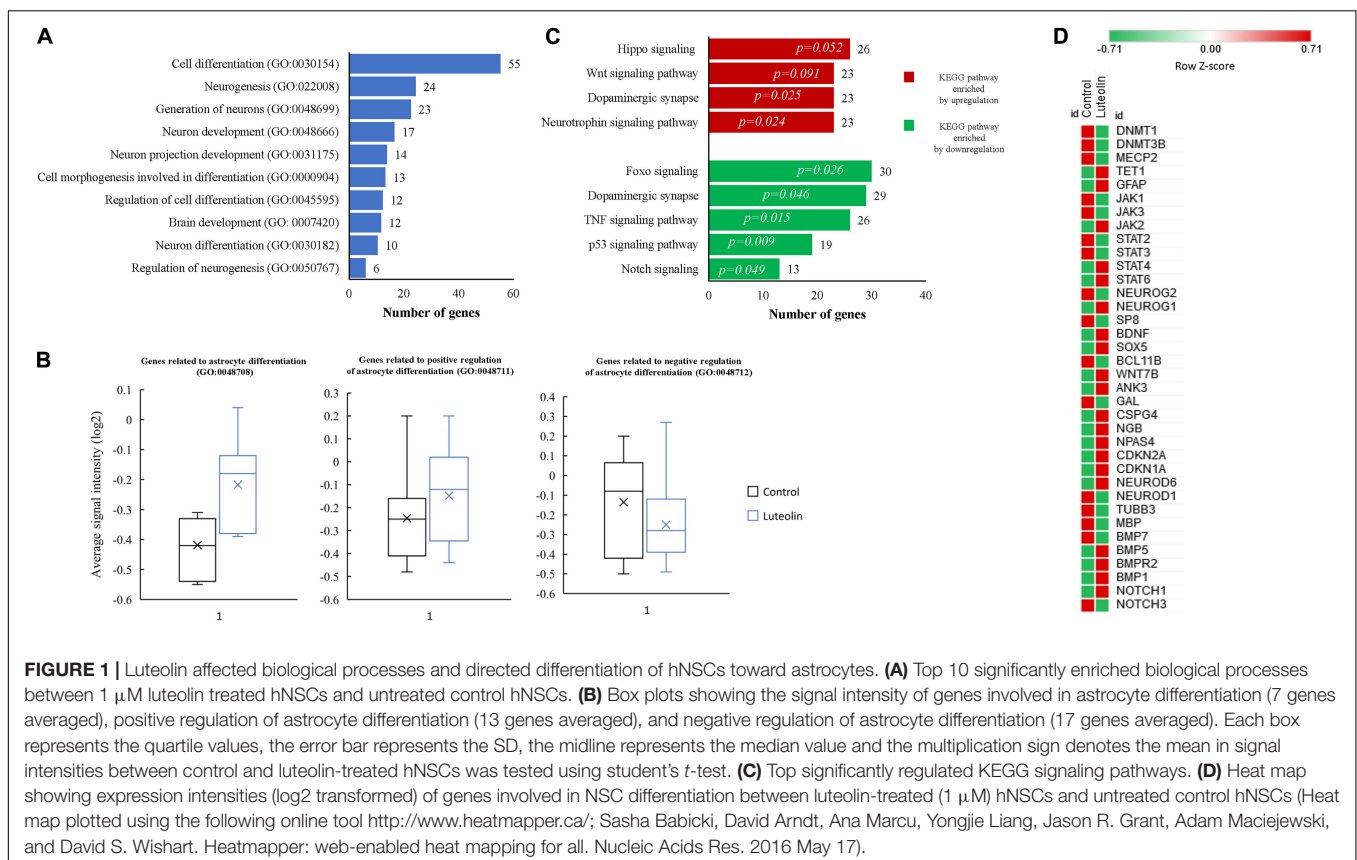 A
Cell differentiation (GO:0030154)
55
Neurogenesis (GO:022008)
24
Generation of neurons (GO:0048699)
23
Neuron development (GO:0048666)
17
Neuron projection development (GO:0031175)
14
Cell morphogenesis involved in differentiation (GO:0000904)
13
Regulation of cell differentiation (GO:0045595)
12
Brain development (GO: 0007420)
12
Neuron differentiation (GO:0030182)
10
Regulation of neurogenesis (GO:0050767)
6
0 20 40 60
Number of genes
C
Hippo signaling p=0.052 26
Wnt signaling pathway p=0.091 23
Dopaminergic synapse p=0.025 23
Neurotrophin signaling pathway p=0.024 23
Foxo signaling p=0.026 30
Dopaminergic synapse p=0.046 29
TNF signaling pathway p=0.015 26
p53 signaling pathway p=0.009 19
Notch signaling p=0.049 13
0 10 20 30 40
Number of genes
KEGG pathway
enriched
by upregulation
KEGG pathway
enriched
by downregulation
D
-0.71 0.00 0.71
Row Z-score
id Control Luteolin id
DNMT1
DNMT3B
MECP2
TET1
GFAP
JAK1
JAK3
JAK2
STAT2
STAT3
STAT4
STAT6
NEUROG2
NEUROG1
SP8
BDNF
SOX5
BCL11B
WNT7B
ANK3
GAL
CSPG4
NGB
NPAS4
CDKN2A
CDKN1A
NEUROD6
NEUROD1
TUBB3
MBP
BMP7
BMP5
BMPR2
BMP1
NOTCH1
NOTCH3
B
Genes related to astrocyte differentiation
(GO:0048708)
Average signal intensity (log2)
0.1
0
-0.1
-0.2
-0.3
-0.4
-0.5
-0.6
1
Genes related to positive regulation
of astrocyte differentiation (GO:0048711)
0.3
0.2
0.1
0
-0.1
-0.2
-0.3
-0.4
-0.5
-0.6
1
Genes related to negative regulation
of astrocyte differentiation (GO:0048712)
0.4
0.3
0.2
0.1
0
-0.1
-0.2
-0.3
-0.4
-0.5
-0.6
1
Control
Luteolin
FIGURE 1 | Luteolin affected biological processes and directed differentiation of hNSCs toward astrocytes. (A) Top 10 significantly enriched biological processes
between 1 μM luteolin treated hNSCs and untreated control hNSCs. (B) Box plots showing the signal intensity of genes involved in astrocyte differentiation (7 genes
averaged), positive regulation of astrocyte differentiation (13 genes averaged), and negative regulation of astrocyte differentiation (17 genes averaged). Each box
represents the quartile values, the error bar represents the SD, the midline represents the median value and the multiplication sign denotes the mean in signal
intensities between control and luteolin-treated hNSCs was tested using student's t-test. (C) Top significantly regulated KEGG signaling pathways. (D) Heat map
showing expression intensities (log2 transformed) of genes involved in NSC differentiation between luteolin-treated (1 μM) hNSCs and untreated control hNSCs (Heat
map plotted using the following online tool http://www.heatmapper.ca/; Sasha Babicki, David Arndt, Ana Marcu, Yongjie Liang, Jason R. Grant, Adam Maciejewski,
and David S. Wishart. Heatmapper: web-enabled heat mapping for all. Nucleic Acids Res. 2016 May 17).